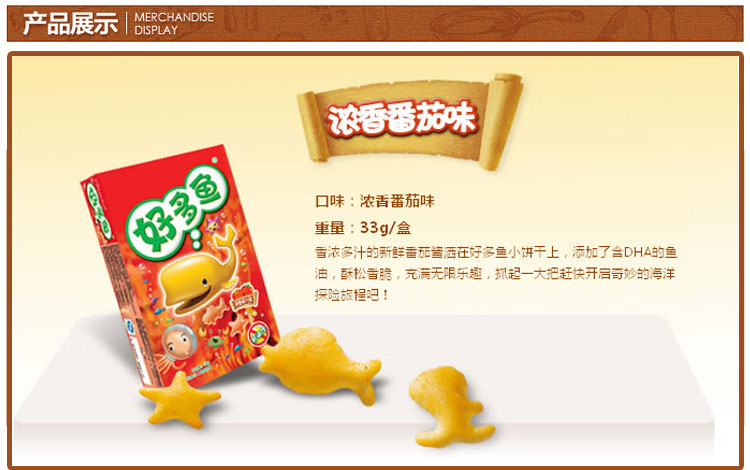 产品展示 MERCHANDISE
DISPLAY
浓香番茄味
口味：浓香番茄味
重量：33g/盒
香浓多汁的新鲜番茄酱洒在好多鱼小饼干上，添加了含DHA的鱼
油，酥松香脆，充满无限乐趣，抓起一大把赶快开启奇妙的海洋
探险旅程吧！
好多鱼